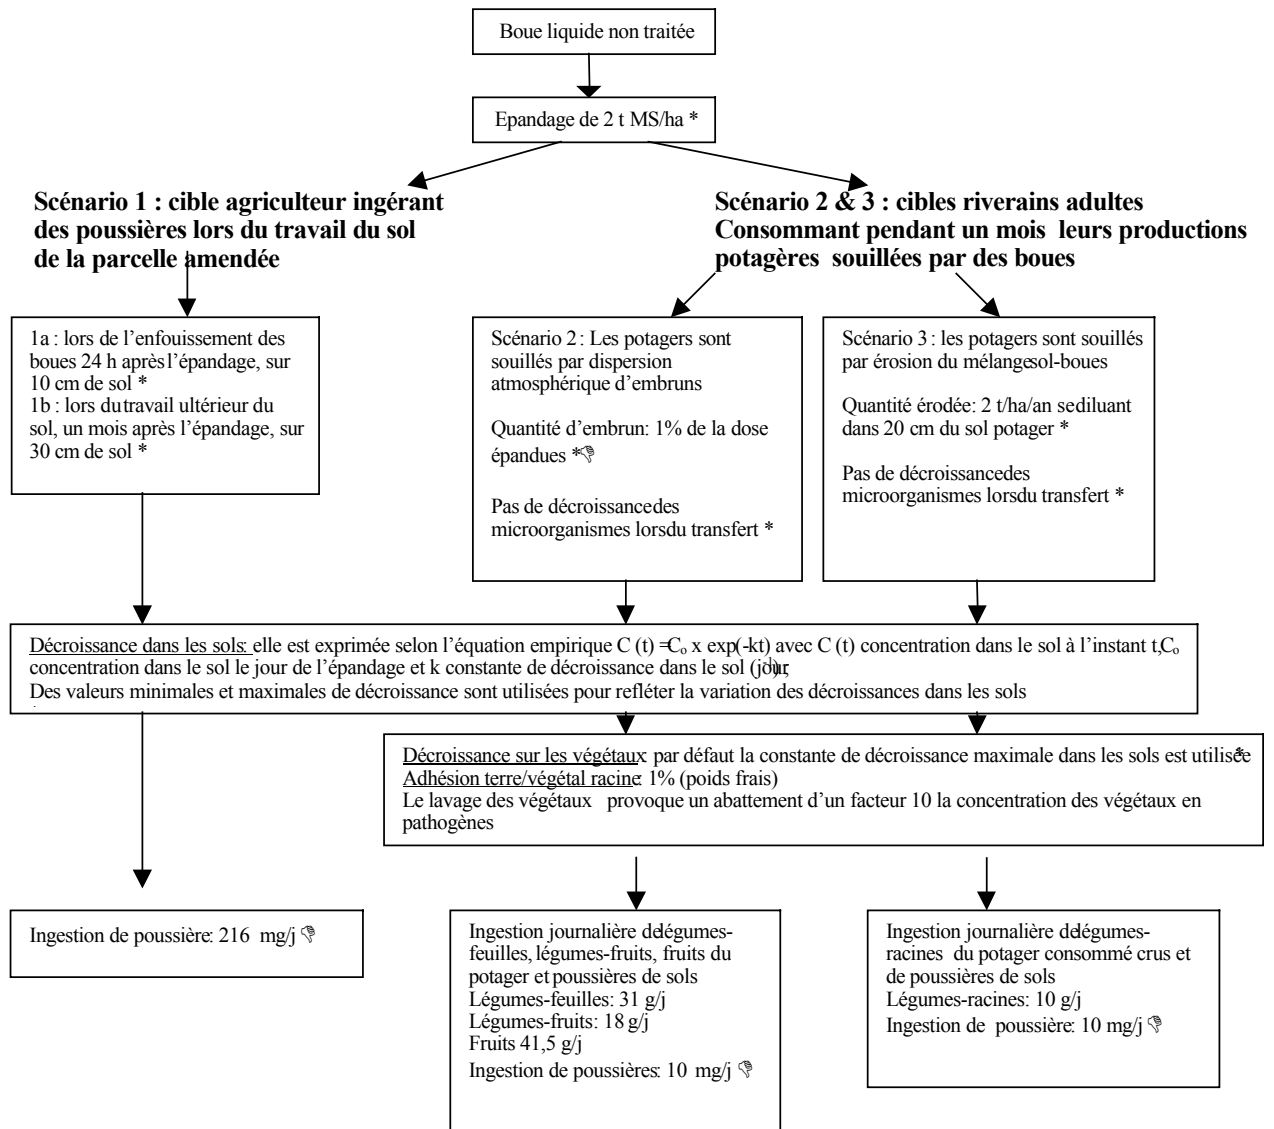 Boue liquide non traitée
Epandage de 2 t MS/ha *
Scénario 1 : cible agriculteur ingérant
des poussières lors du travail du sol
de la parcelle amendée
Scénario 2 & 3 : cibles riverains adultes
Consommant pendant un mois leurs productions
potagères souillées par des boues
1a : lors de l'enfouissement des
boues 24 h après l'épandage, sur
10 cm de sol *
1b : lors du travail ultérieur du
sol, un mois après l'épandage, sur
30 cm de sol *
Scénario 2 : Les potagers sont
souillés par dispersion
atmosphérique d'embruns
Quantité d'embrun: 1% de la dose
épandues *👎
Pas de décroissance des
microorganismes lors du transfert *
Scénario 3 : les potagers sont souillés
par érosion du mélange sol-boues
Quantité érodée: 2 t/ha/an se diluant
dans 20 cm du sol potager *
Pas de décroissance des
microorganismes lors du transfert *
Décroissance dans les sols: elle est exprimée selon l'équation empirique C (t) =C₀ x exp(-kt) avec C (t) concentration dans le sol à l'instant t,C₀
concentration dans le sol le jour de l'épandage et k constante de décroissance dans le sol (jour⁻¹);
Des valeurs minimales et maximales de décroissance sont utilisées pour refléter la variation des décroissances dans les sols
Décroissance sur les végétaux: par défaut la constante de décroissance maximale dans les sols est utilisée*
Adhésion terre/végétal racine: 1% (poids frais)
Le lavage des végétaux provoque un abattement d'un facteur 10 la concentration des végétaux en
pathogènes
Ingestion de poussière: 216 mg/j 👎
Ingestion journalière de légumes-
feuilles, légumes-fruits, fruits du
potager et poussières de sols
Légumes-feuilles: 31 g/j
Légumes-fruits: 18 g/j
Fruits 41,5 g/j
Ingestion de poussières: 10 mg/j 👎
Ingestion journalière de légumes-
racines du potager consommé crus et
de poussières de sols
Légumes-racines: 10 g/j
Ingestion de poussière: 10 mg/j 👎